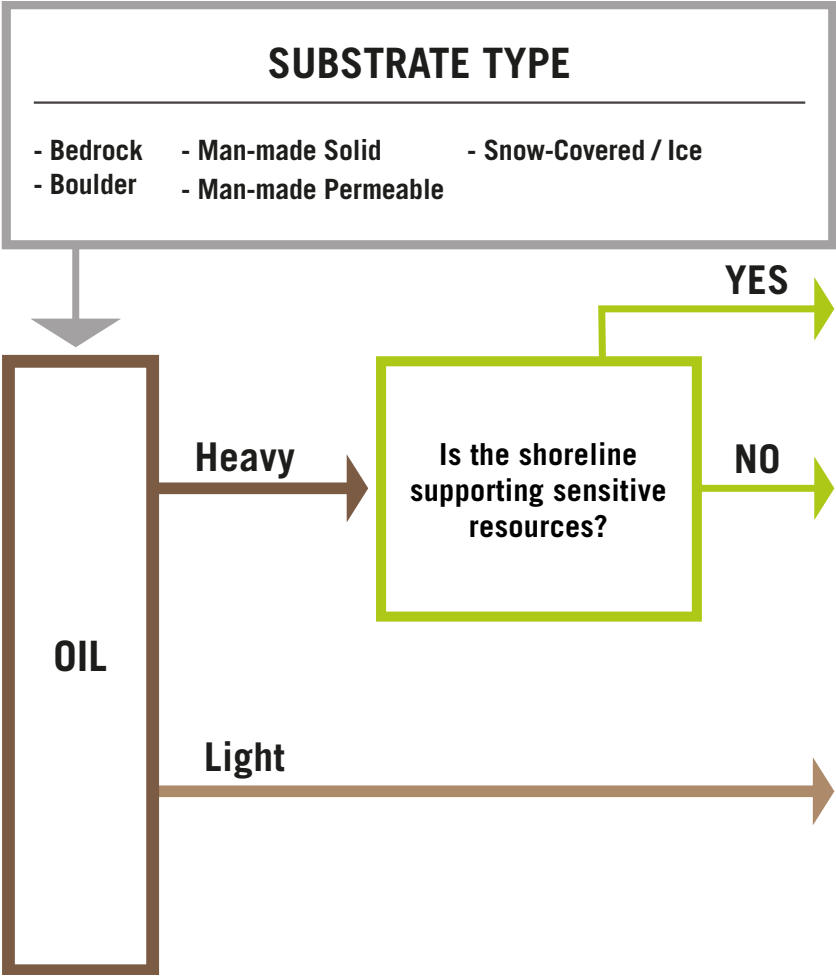 SUBSTRATE TYPE
- Bedrock
- Boulder
- Man-made Solid
- Man-made Permeable
- Snow-Covered / Ice
YES
Heavy
Is the shoreline
supporting sensitive
resources?
NO
OIL
Light